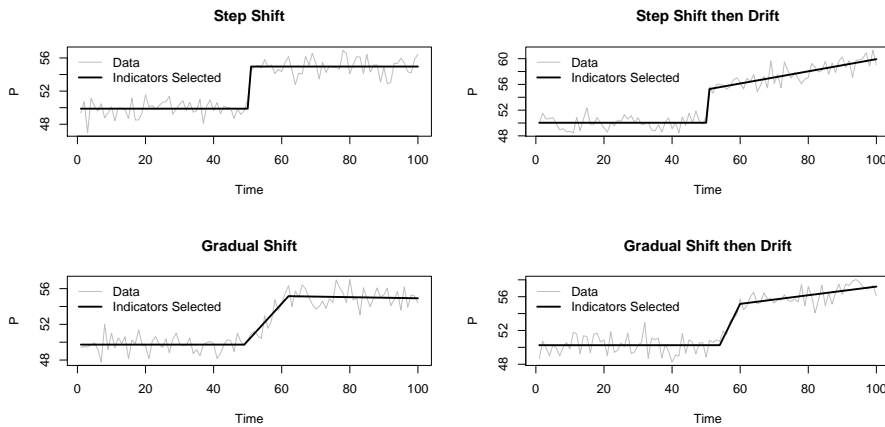 Step Shift
P
48
52
56
Data
Indicators Selected
0 20 40 60 80 100
Time
Step Shift then Drift
P
48
52
56
60
Data
Indicators Selected
0 20 40 60 80 100
Time
Gradual Shift
P
48
52
56
Data
Indicators Selected
0 20 40 60 80 100
Time
Gradual Shift then Drift
P
48
52
56
Data
Indicators Selected
0 20 40 60 80 100
Time